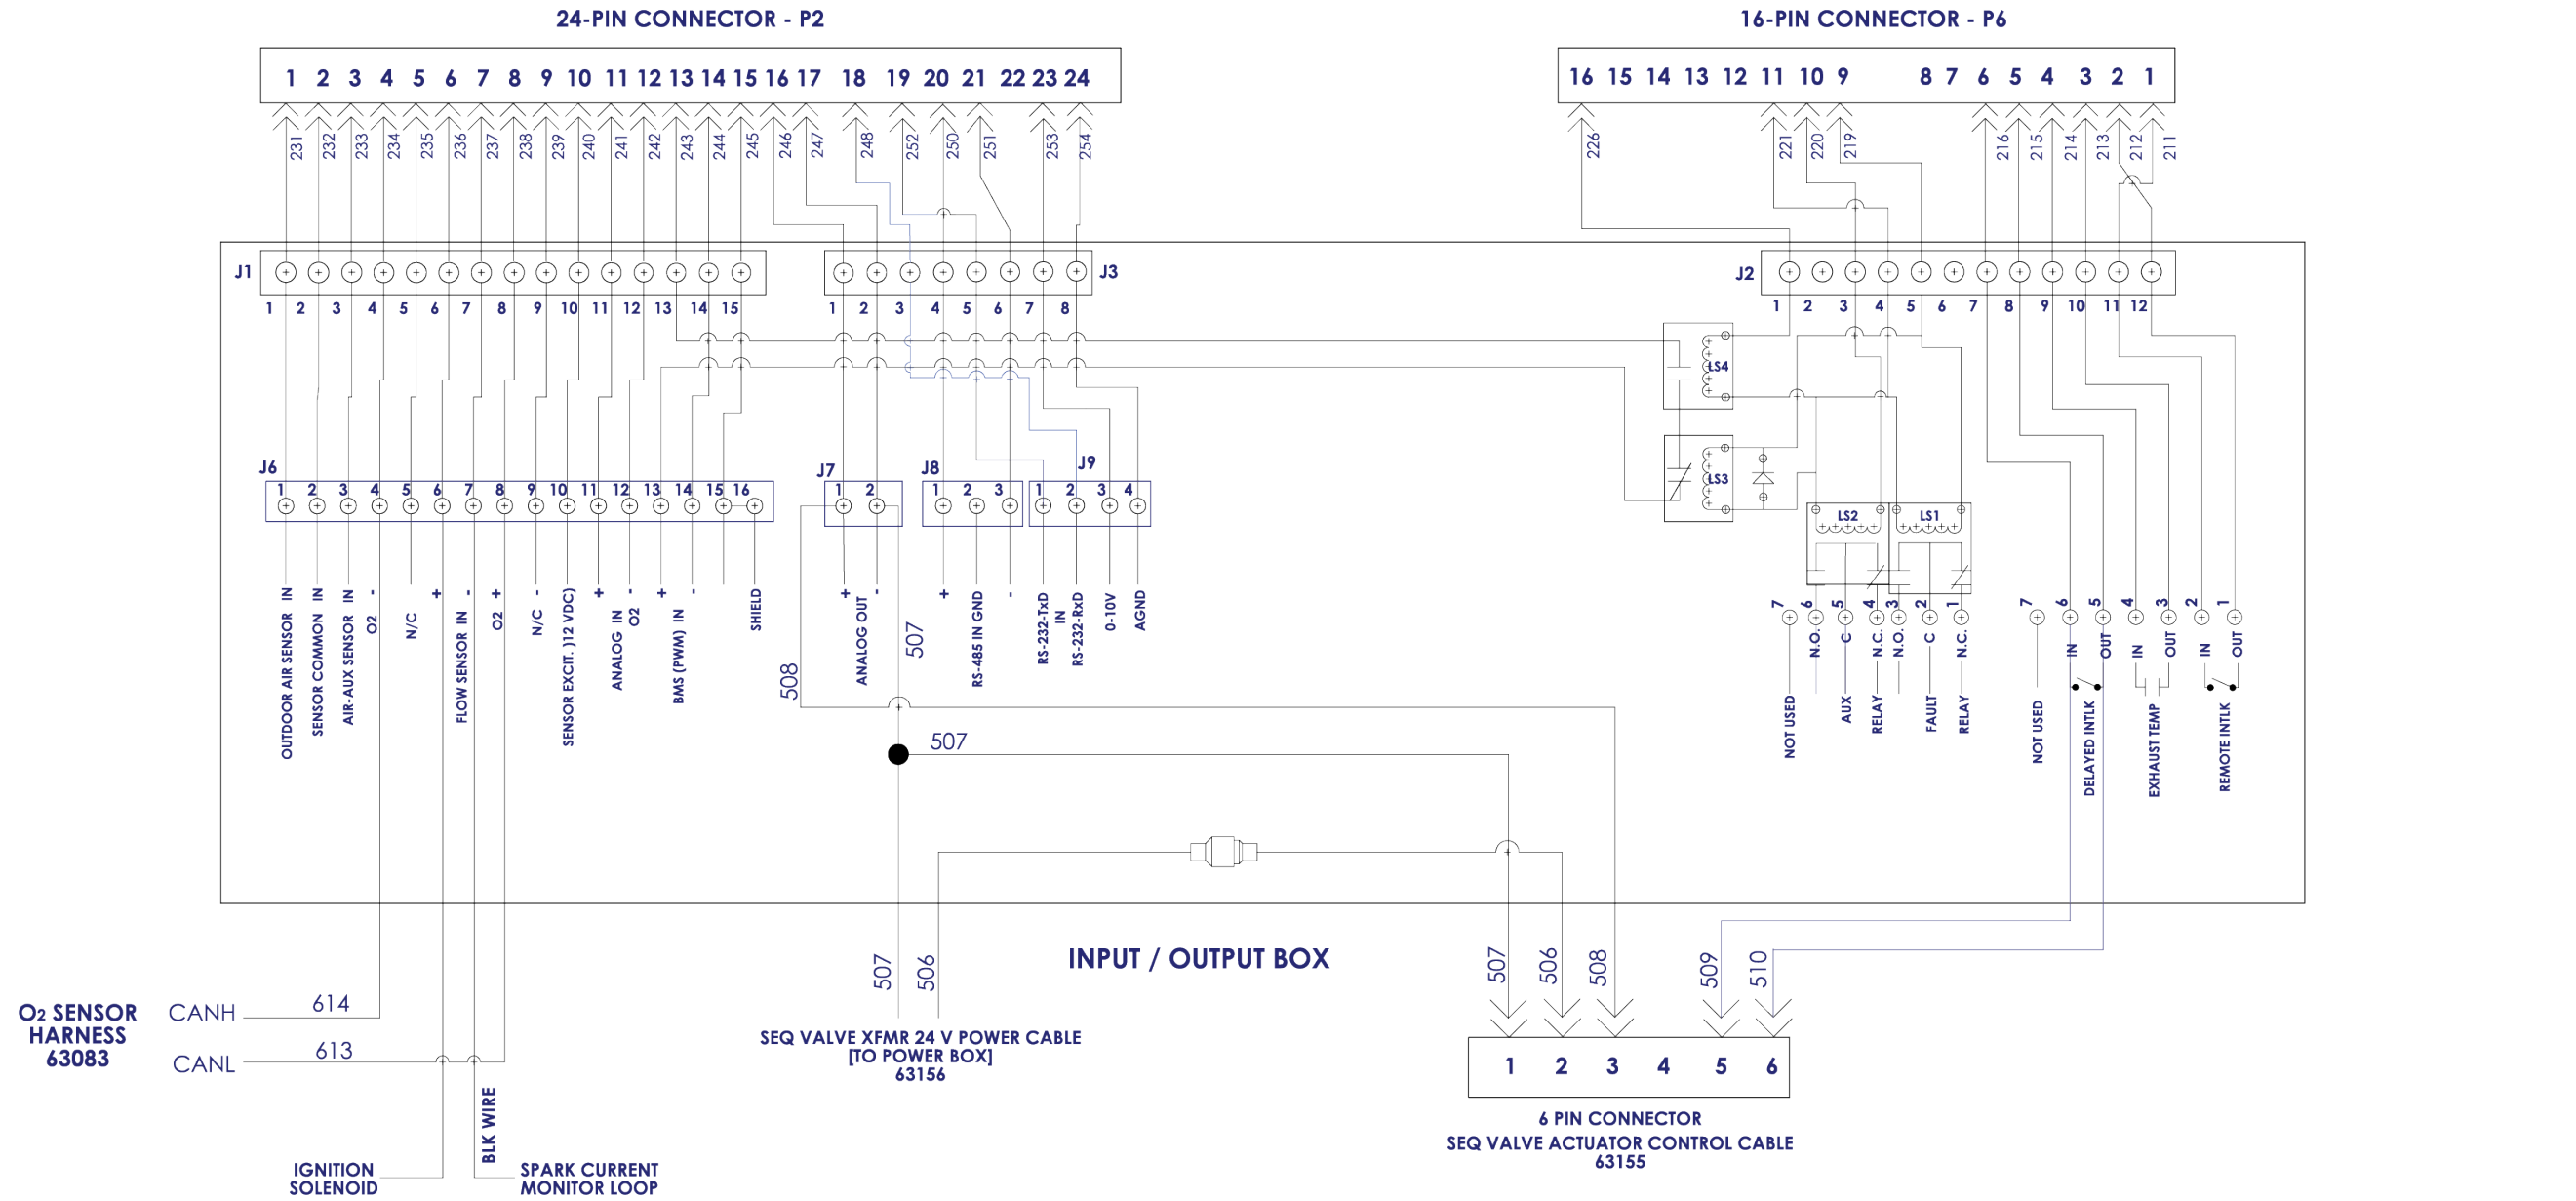 24-PIN CONNECTOR - P2
16-PIN CONNECTOR - P6
1 2 3 4 5 6 7 8 9 10 11 12 13 14 15 16 17 18 19 20 21 22 23 24
16 15 14 13 12 11 10 9 8 7 6 5 4 3 2 1
231 232 233 234 235 236 237 238 239 240 241 242 243 244 245 246 247 248 252 250 251 253 254
226 221 220 219 216 215 214 213 212 211
J1
J3
J2
1 2 3 4 5 6 7 8 9 10 11 12 13 14 15
1 2 3 4 5 6 7 8
1 2 3 4 5 6 7 8 9 10 11 12
LS4
LS3
LS2
LS1
J6
J7
J8
J9
1 2 3 4 5 6 7 8 9 10 11 12 13 14 15 16
1 2
1 2 3
1 2 3 4
OUTDOOR AIR SENSOR IN
SENSOR COMMON IN
AIR-AUX SENSOR IN
O2 -
N/C
+
FLOW SENSOR IN -
O2 +
N/C -
SENSOR EXCIT. )12 VDC)
+
ANALOG IN
O2 -
+
BMS (PWM) IN -
SHIELD
+
ANALOG OUT -
+
RS-485 IN GND
-
RS-232-TxD
IN
RS-232-RxD
0-10V
AGND
7 6 5 4 3 2 1
N.O. C N.C. N.O. C N.C.
NOT USED
AUX
RELAY
FAULT
RELAY
7 6 5 4 3 2 1
IN OUT IN OUT IN OUT
NOT USED
DELAYED INTLK
EXHAUST TEMP
REMOTE INTLK
508
507
507
507
506
INPUT / OUTPUT BOX
507
506
508
509
510
O2 SENSOR
HARNESS
63083
CANH
614
CANL
613
SEQ VALVE XFMR 24 V POWER CABLE
[TO POWER BOX]
63156
1 2 3 4 5 6
6 PIN CONNECTOR
SEQ VALVE ACTUATOR CONTROL CABLE
63155
BLK WIRE
IGNITION
SOLENOID
SPARK CURRENT
MONITOR LOOP